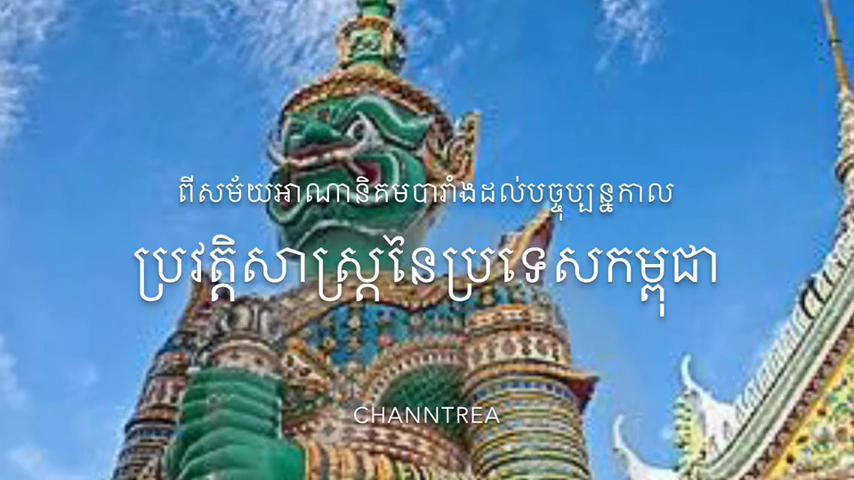 ពីសម័យអាណានិគមបារាំងដល់បច្ចុប្បន្នកាល
ប្រវត្តិសាស្ត្រនៃប្រទេសកម្ពុជា
CHANNTREA